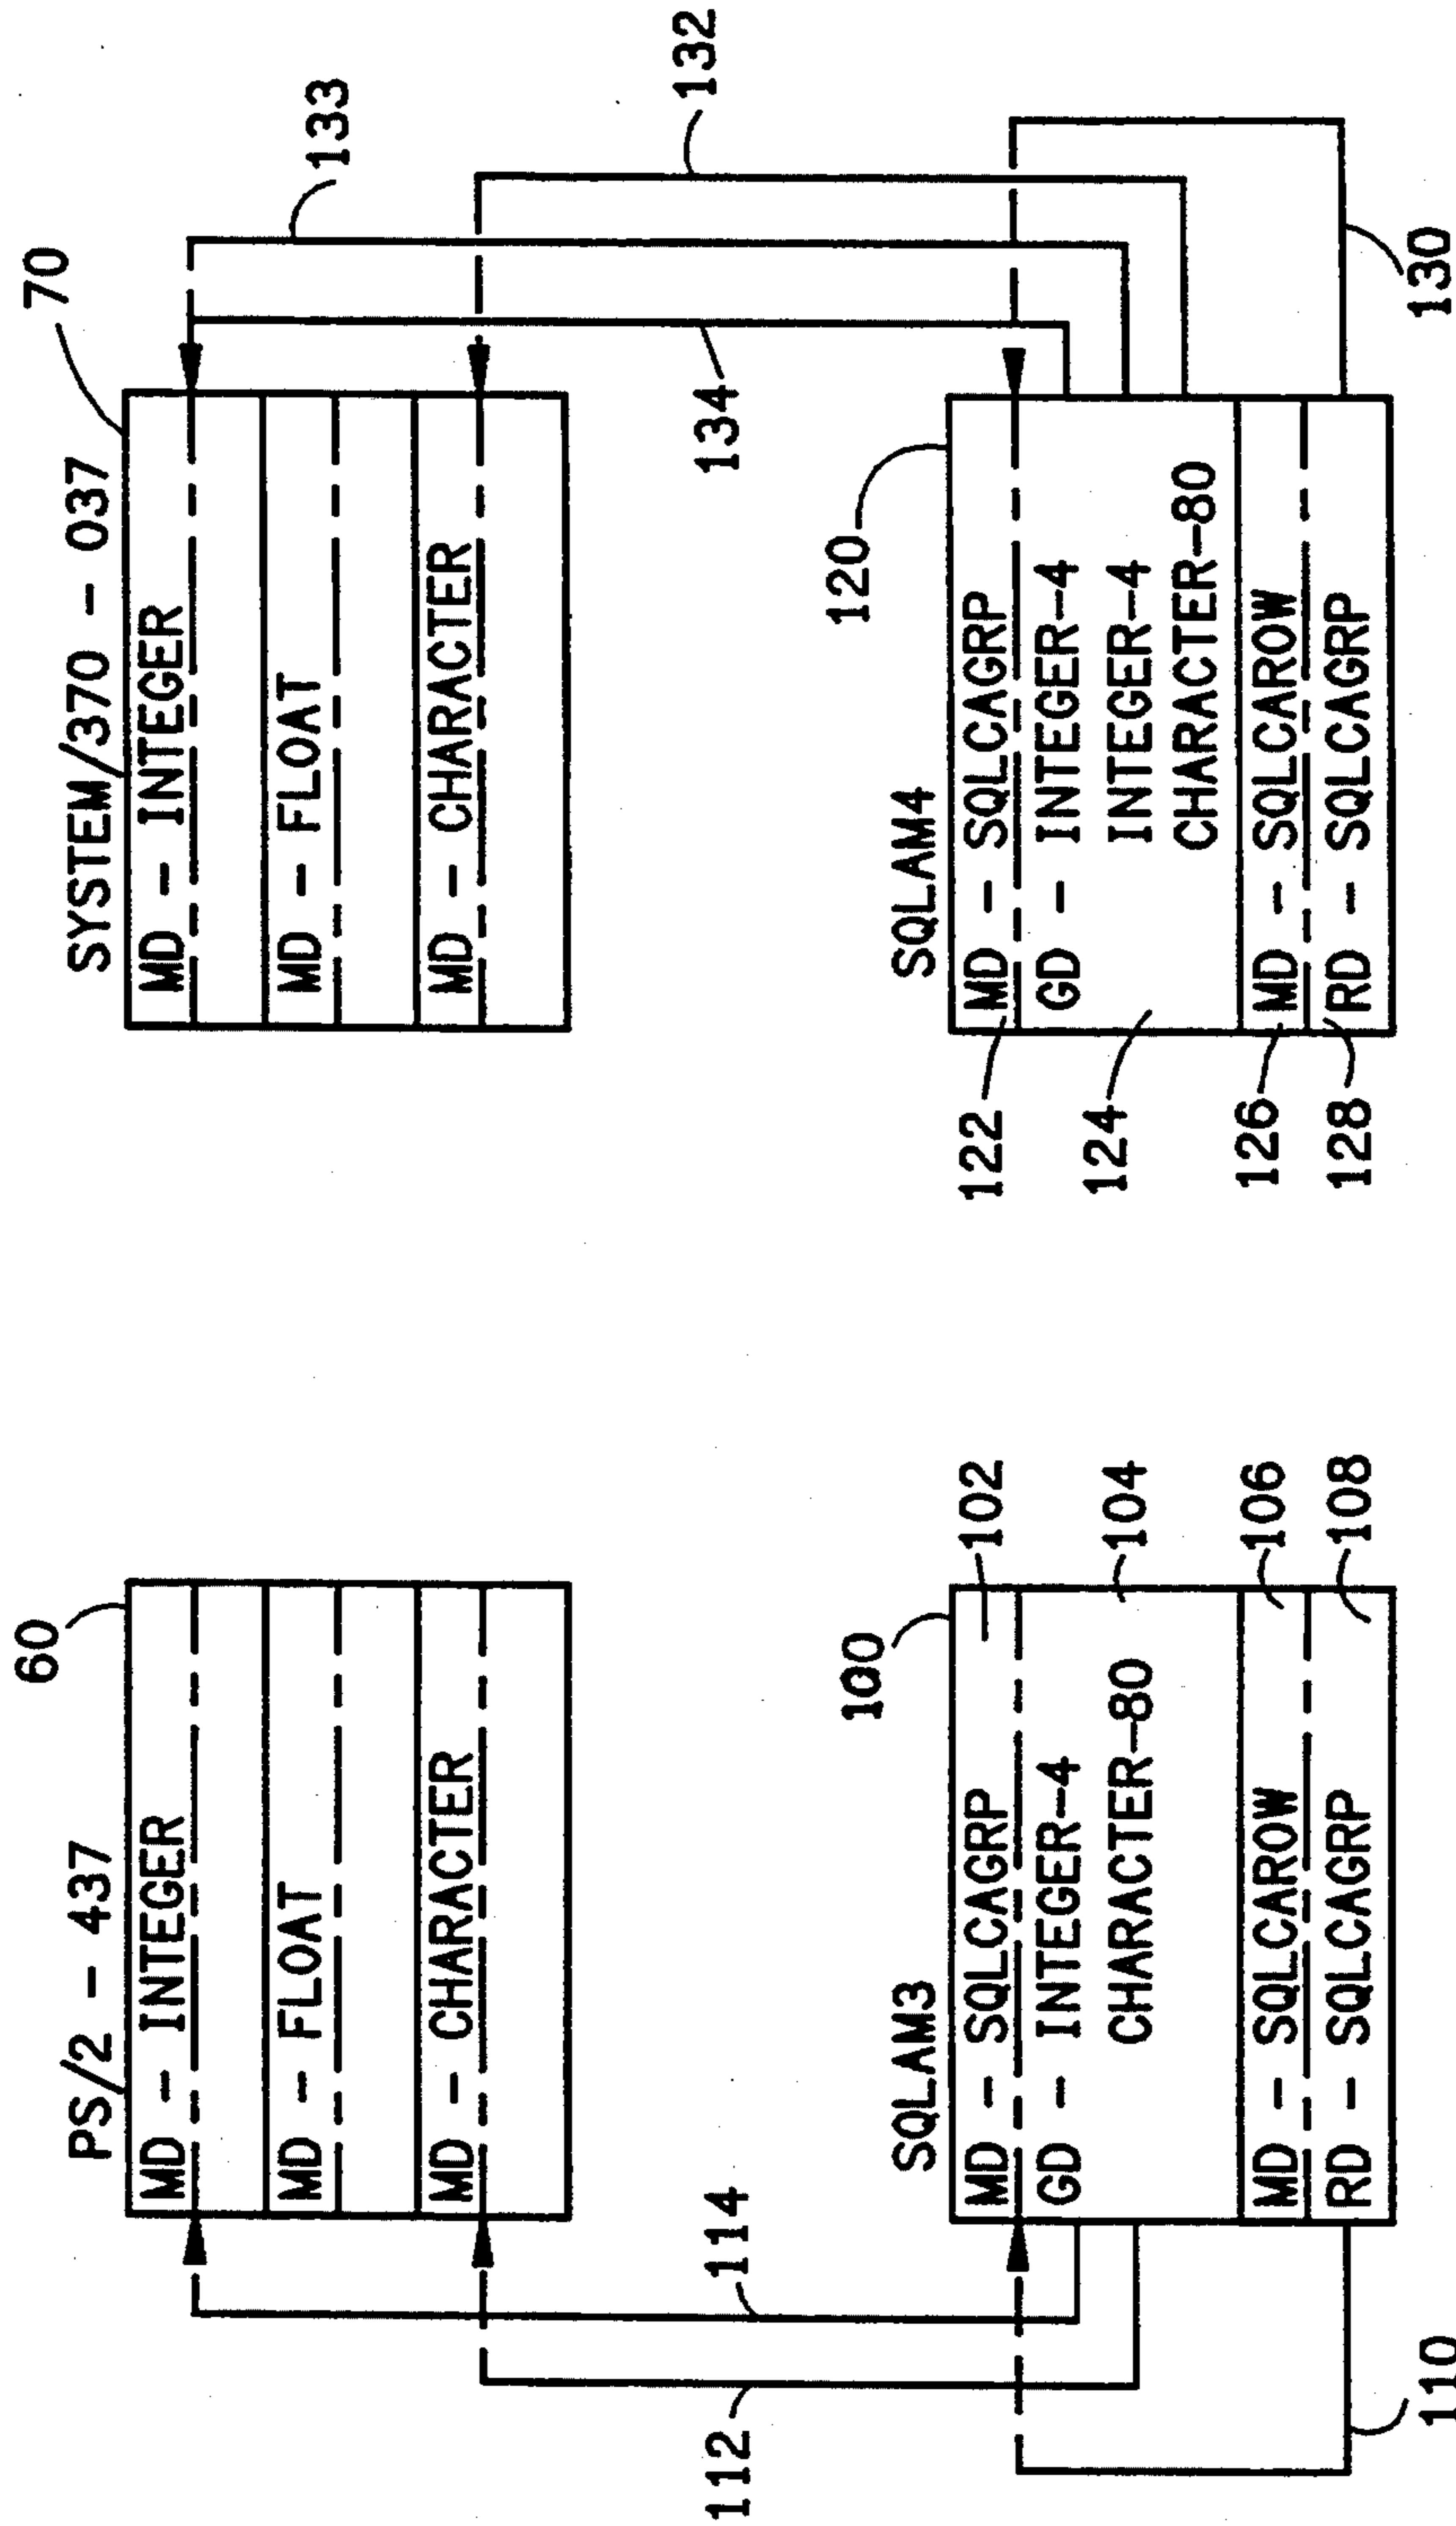 PS/2 - 437
60
MD - INTEGER
MD - FLOAT
MD - CHARACTER
SYSTEM/370 - 037
70
MD - INTEGER
MD - FLOAT
MD - CHARACTER
133
132
134
114
112
110
SQLAM3
100
MD - SQLCAGRP
GD - INTEGER-4
CHARACTER-80
MD - SQLCAROW
RD - SQLCAGRP
102
104
106
108
SQLAM4
120
122
124
126
128
MD - SQLCAGRP
GD - INTEGER-4
INTEGER-4
CHARACTER-80
MD - SQLCAROW
RD - SQLCAGRP
130